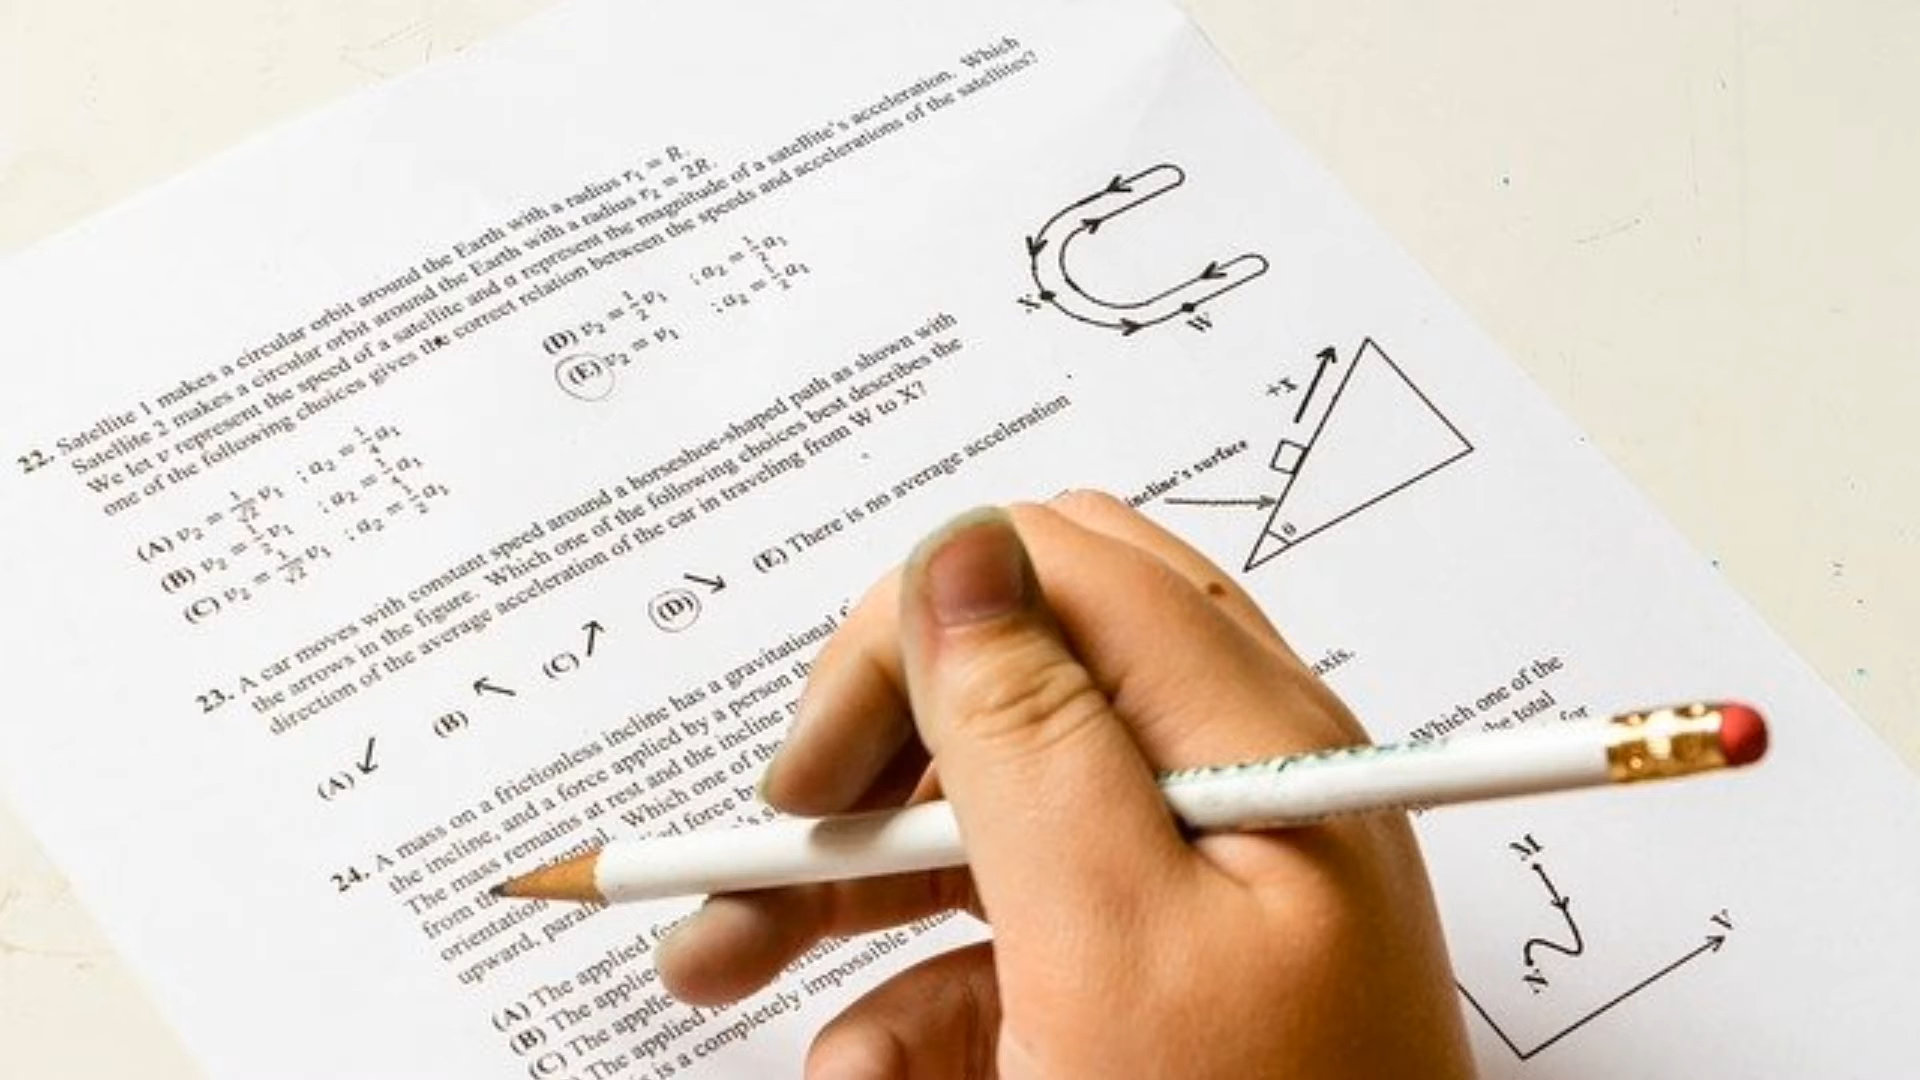 22. Satellite 1 makes a circular orbit around the Earth with a radius r₁ = R.
Satellite 2 makes a circular orbit around the Earth with a radius r₂ = 2R.
We let v represent the speed of a satellite and a represent the magnitude of a satellite's acceleration. Which
one of the following choices gives the correct relation between the speeds and accelerations of the satellites?
(A) v₂ = 1/√2 v₁ ; a₂ = 1/4 a₁
(B) v₂ = 1/2 v₁ ; a₂ = 1/4 a₁
(C) v₂ = 1/√2 v₁ ; a₂ = 1/2 a₁
(D) v₂ = 1/2 v₁ ; a₂ = 1/2 a₁
(E) v₂ = v₁ ; a₂ = 1/2 a₁
23. A car moves with constant speed around a horseshoe-shaped path as shown with
the arrows in the figure. Which one of the following choices best describes the
direction of the average acceleration of the car in traveling from W to X?
X
W
(A) ↙ (B) ↖ (C) ↗ (D) ↘ (E) There is no average acceleration
24. A mass on a frictionless incline has a gravitational
the incline, and a force applied by a person
The mass remains at rest and the incline
from Which one of the
orientation force
upward,
(A) The applied
(B) The
(C) The
The applied
is a completely impossible
+x
incline's surface
θ
axis.
Which one of the
the total
for
M
N